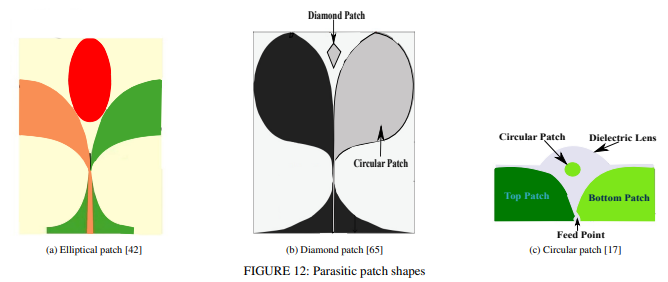 Diamond Patch
Circular Patch
Circular Patch
Dielectric Lens
Top Patch
Bottom Patch
Feed Point
(a) Elliptical patch [42]
(b) Diamond patch [65]
(c) Circular patch [17]
FIGURE 12: Parasitic patch shapes